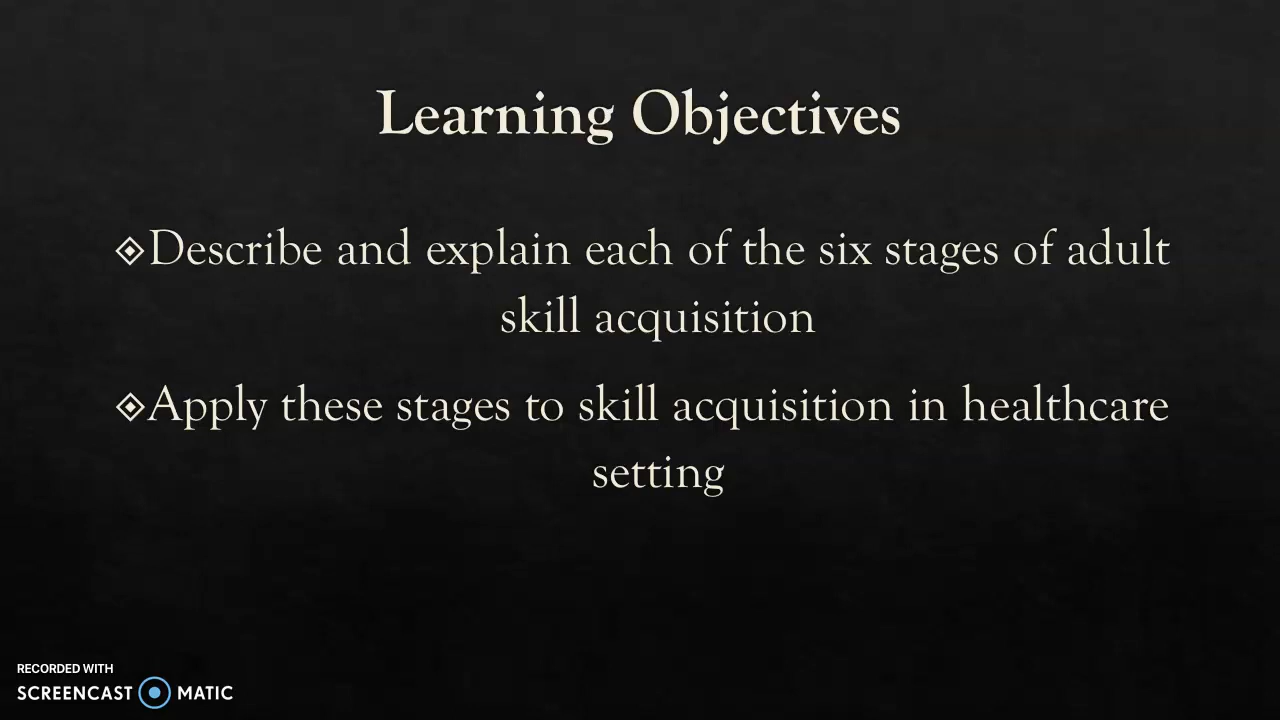 Learning Objectives
Describe and explain each of the six stages of adult
skill acquisition
Apply these stages to skill acquisition in healthcare
setting
RECORDED WITH
SCREENCAST MATIC